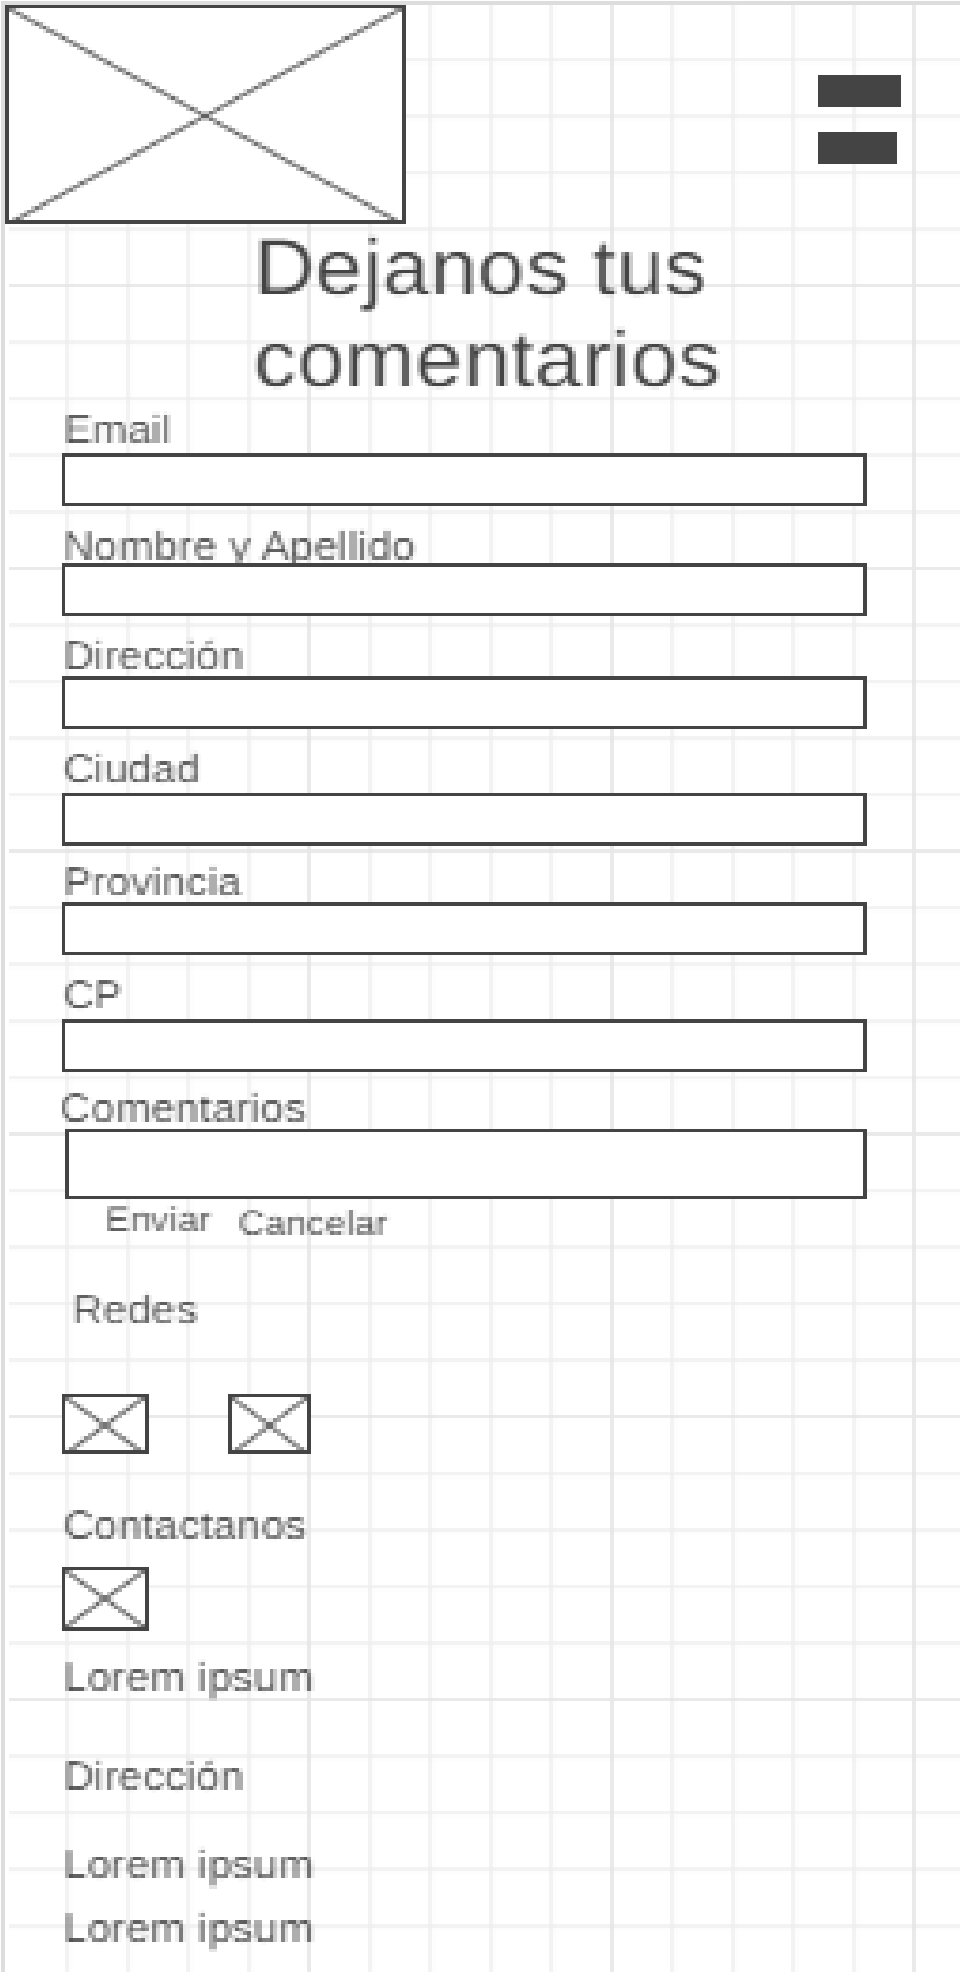 Dejanos tus
comentarios
Email
Nombre y Apellido
Dirección
Ciudad
Provincia
CP
Comentarios
Enviar Cancelar
Redes
Contactanos
Lorem ipsum
Dirección
Lorem ipsum
Lorem ipsum